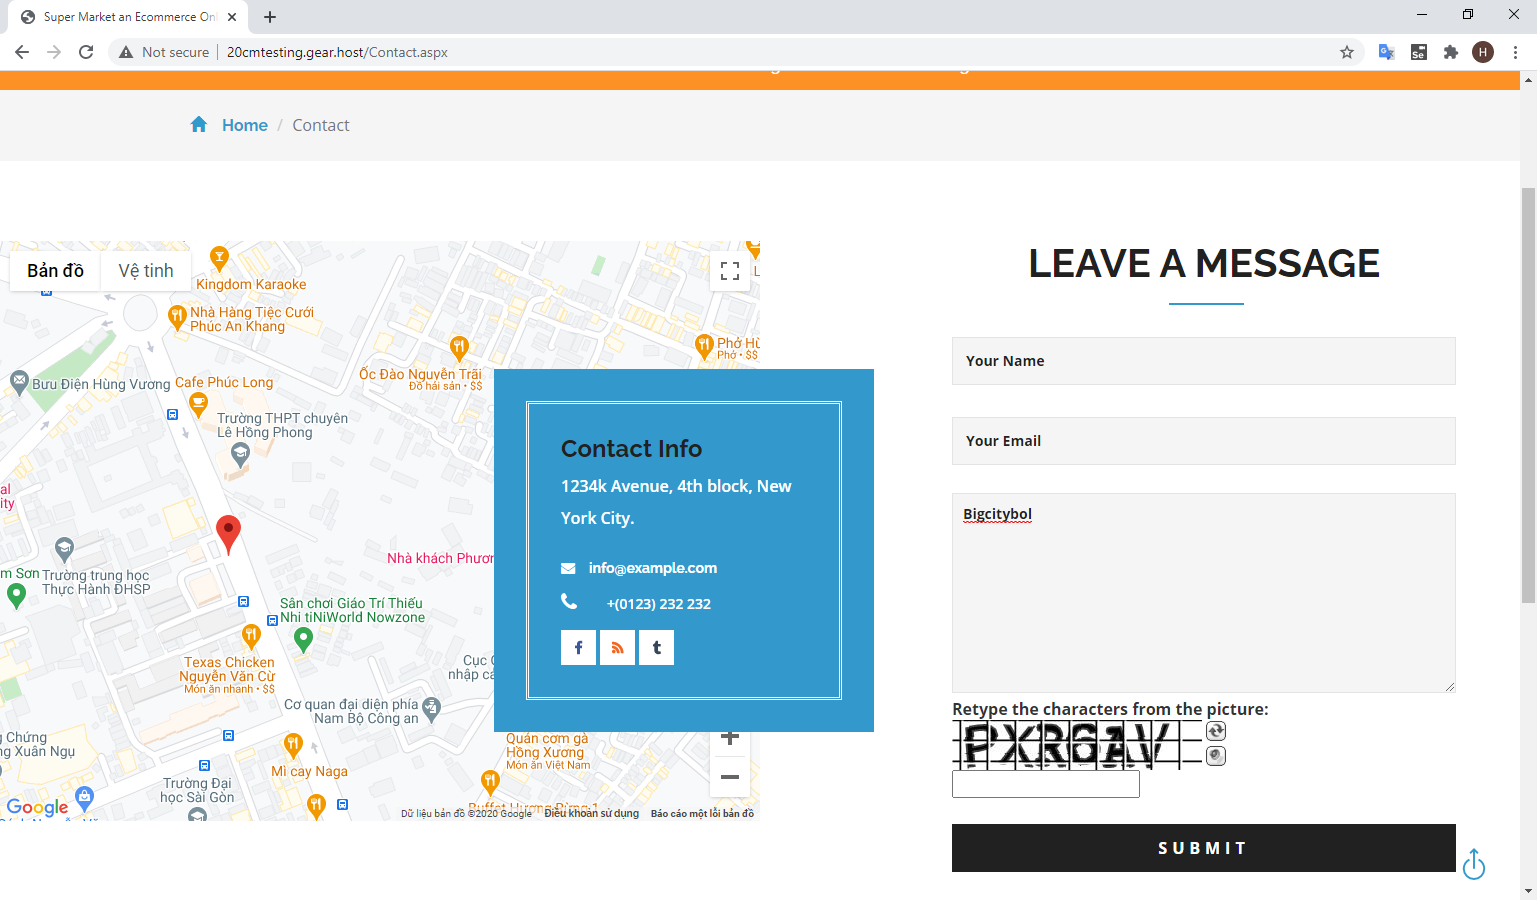 Super Market an Ecommerce Onl
Not secure
20cmtesting.gear.host/Contact.aspx
Se
H
Home / Contact
Bản đồ
Vệ tinh
Kingdom Karaoke
Nhà Hàng Tiệc Cưới
Phúc An Khang
Phở Hù
Phở • $$
Ốc Đào Nguyễn Trãi
Đồ hải sản • $$
Bưu Điện Hùng Vương
Cafe Phúc Long
Trường THPT chuyên
Lê Hồng Phong
al
ity
Nhà khách Phươn
m Sơn
Trường trung học
Thực Hành ĐHSP
Sân chơi Giáo Trí Thiếu
Nhi tiNiWorld Nowzone
Texas Chicken
Nguyễn Văn Cừ
Món ăn nhanh • $$
Cục
nhập cả
Cơ quan đại diện phía
Nam Bộ Công an
Chứng
g Xuân Ngụ
Quán cơm gà
Hồng Xương
Món ăn Việt Nam
Mì cay Naga
Trường Đại
học Sài Gòn
Google
Dữ liệu bản đồ ©2020 Google
Điều khoản sử dụng
Báo cáo một lỗi bản đồ
Contact Info
1234k Avenue, 4th block, New
York City.
info@example.com
+(0123) 232 232
f
t
LEAVE A MESSAGE
Your Name
Your Email
Bigcitybol
Retype the characters from the picture:
PXR6AV
SUBMIT